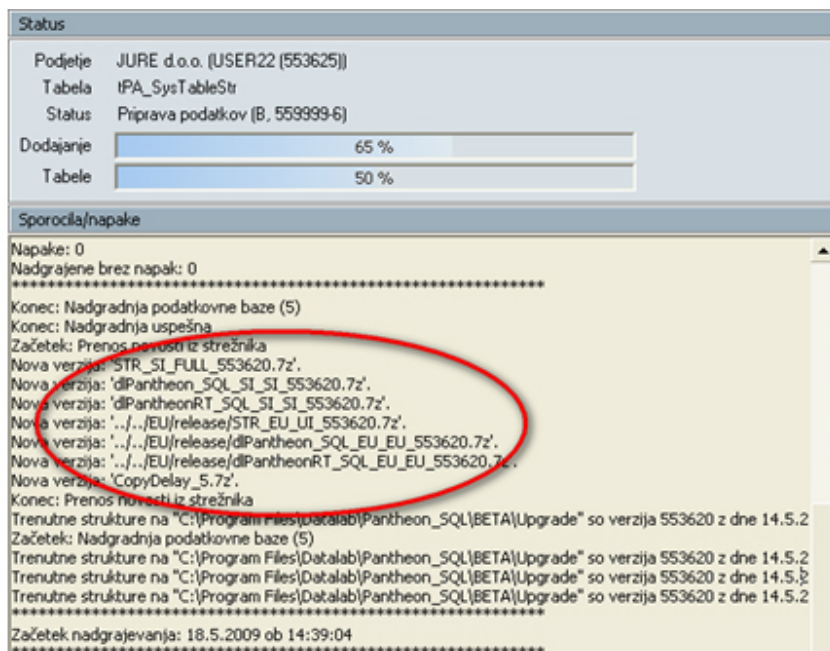 Status
Podjetje JURE d.o.o. (USER22 (553625))
Tabela tPA_SysTableStr
Status Priprava podatkov (B, 559999-6)
Dodajanje 65 %
Tabele 50 %
Sporocila/napake
Napake: 0
Nadgrajene brez napak: 0
*****************************************************************
Konec: Nadgradnja podatkovne baze (5)
Konec: Nadgradnja uspešna
Začetek: Prenos novosti iz strežnika
Nova verzija: 'STR_SI_FULL_553620.7z'.
Nova verzija: 'dlPantheon_SQL_SI_SI_553620.7z'.
Nova verzija: 'dlPantheonRT_SQL_SI_SI_553620.7z'.
Nova verzija: '../../EU/release/STR_EU_UI_553620.7z'.
Nova verzija: '../../EU/release/dlPantheon_SQL_EU_EU_553620.7z'.
Nova verzija: '../../EU/release/dlPantheonRT_SQL_EU_EU_553620.7z'.
Nova verzija: 'CopyDelay_5.7z'.
Konec: Prenos novosti iz strežnika
Trenutne strukture na "C:\Program Files\Datalab\Pantheon_SQL\BETA\Upgrade" so verzija 553620 z dne 14.5.2
Začetek: Nadgradnja podatkovne baze (5)
Trenutne strukture na "C:\Program Files\Datalab\Pantheon_SQL\BETA\Upgrade" so verzija 553620 z dne 14.5.2
Trenutne strukture na "C:\Program Files\Datalab\Pantheon_SQL\BETA\Upgrade" so verzija 553620 z dne 14.5.2
Trenutne strukture na "C:\Program Files\Datalab\Pantheon_SQL\BETA\Upgrade" so verzija 553620 z dne 14.5.2
*****************************************************************
Začetek nadgrajevanja: 18.5.2009 ob 14:39:04
*****************************************************************